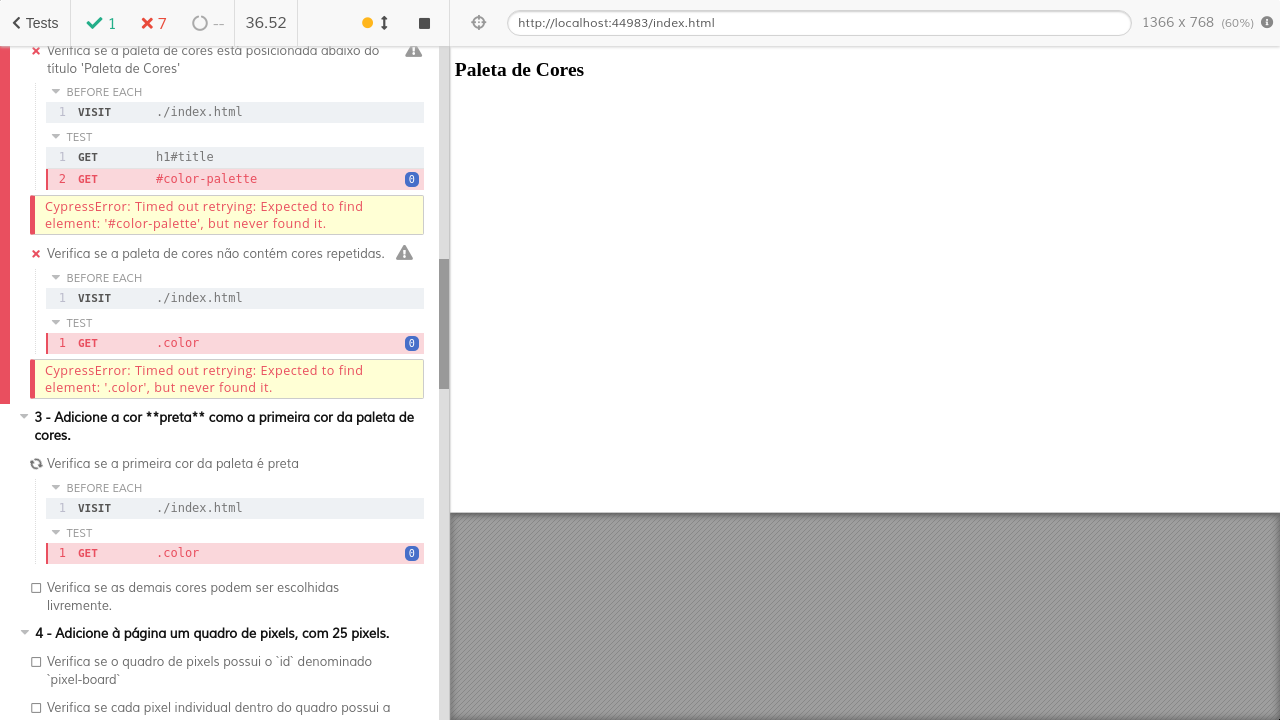 Tests
1
7
--
36.52
http://localhost:44983/index.html
1366 x 768 (60%)
Verifica se a paleta de cores está posicionada abaixo do
título 'Paleta de Cores'
BEFORE EACH
1 VISIT ./index.html
TEST
1 GET h1#title
2 GET #color-palette 0
CypressError: Timed out retrying: Expected to find
element: '#color-palette', but never found it.
Verifica se a paleta de cores não contém cores repetidas.
BEFORE EACH
1 VISIT ./index.html
TEST
1 GET .color 0
CypressError: Timed out retrying: Expected to find
element: '.color', but never found it.
3 - Adicione a cor **preta** como a primeira cor da paleta de
cores.
Verifica se a primeira cor da paleta é preta
BEFORE EACH
1 VISIT ./index.html
TEST
1 GET .color 0
Verifica se as demais cores podem ser escolhidas
livremente.
4 - Adicione à página um quadro de pixels, com 25 pixels.
Verifica se o quadro de pixels possui o `id` denominado
`pixel-board`
Verifica se cada pixel individual dentro do quadro possui a
Paleta de Cores